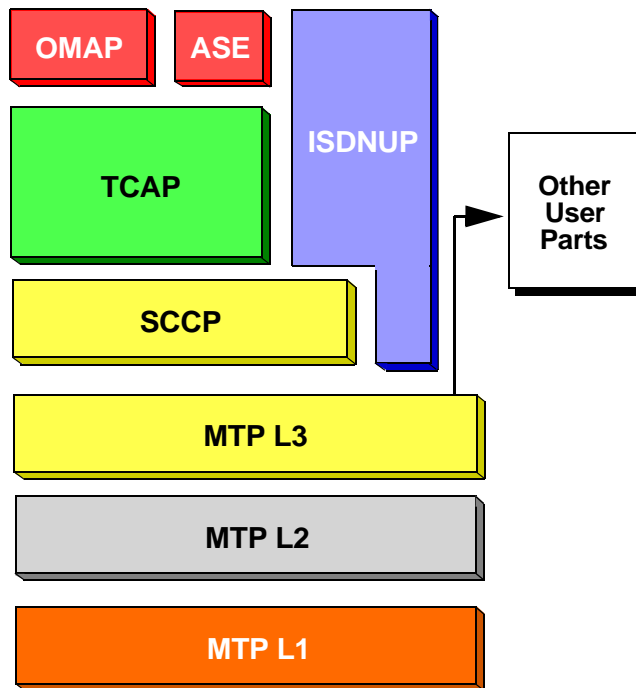 OMAP
ASE
ISDNUP
TCAP
Other
User
Parts
SCCP
MTP L3
MTP L2
MTP L1